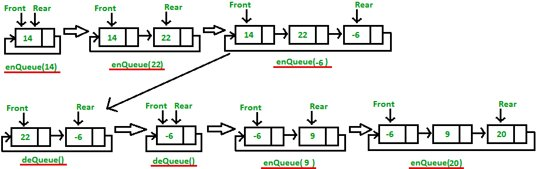 Front Rear
14
enQueue(14)
Front Rear
14 22
enQueue(22)
Front Rear
14 22 -6
enQueue(-6)
Front Rear
22 -6
deQueue()
Front Rear
-6
deQueue()
Front Rear
-6 9
enQueue( 9 )
Front Rear
-6 9 20
enQueue(20)